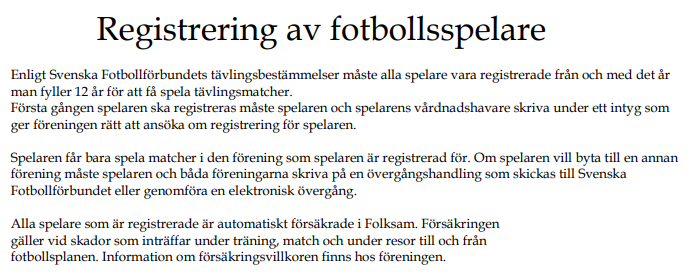 Registrering av fotbollsspelare
Enligt Svenska Fotbollförbundets tävlingsbestämmelser måste alla spelare vara registrerade från och med det år
man fyller 12 år för att få spela tävlingsmatcher.
Första gången spelaren ska registreras måste spelaren och spelarens vårdnadshavare skriva under ett intyg som
ger föreningen rätt att ansöka om registrering för spelaren.
Spelaren får bara spela matcher i den förening som spelaren är registrerad för. Om spelaren vill byta till en annan
förening måste spelaren och båda föreningarna skriva på en övergångshandling som skickas till Svenska
Fotbollförbundet eller genomföra en elektronisk övergång.
Alla spelare som är registrerade är automatiskt försäkrade i Folksam. Försäkringen
gäller vid skador som inträffar under träning, match och under resor till och från
fotbollsplanen. Information om försäkringsvillkoren finns hos föreningen.